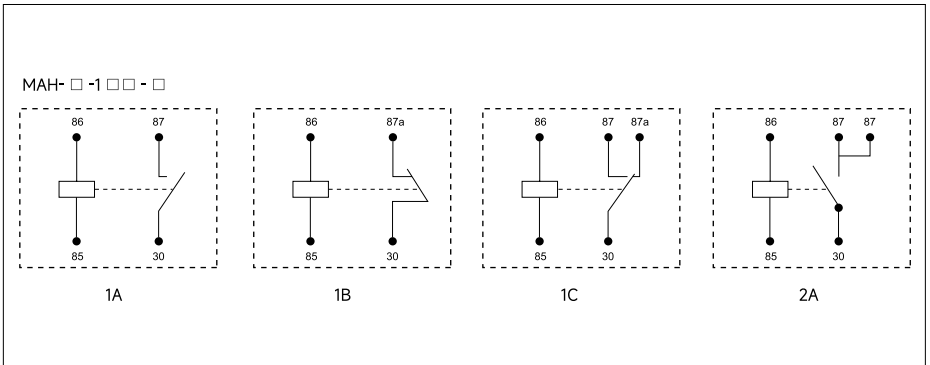 MAH- □ -1 □ □ - □
86 87
85 30
1A
86 87a
85 30
1B
86 87 87a
85 30
1C
86 87 87
85 30
2A